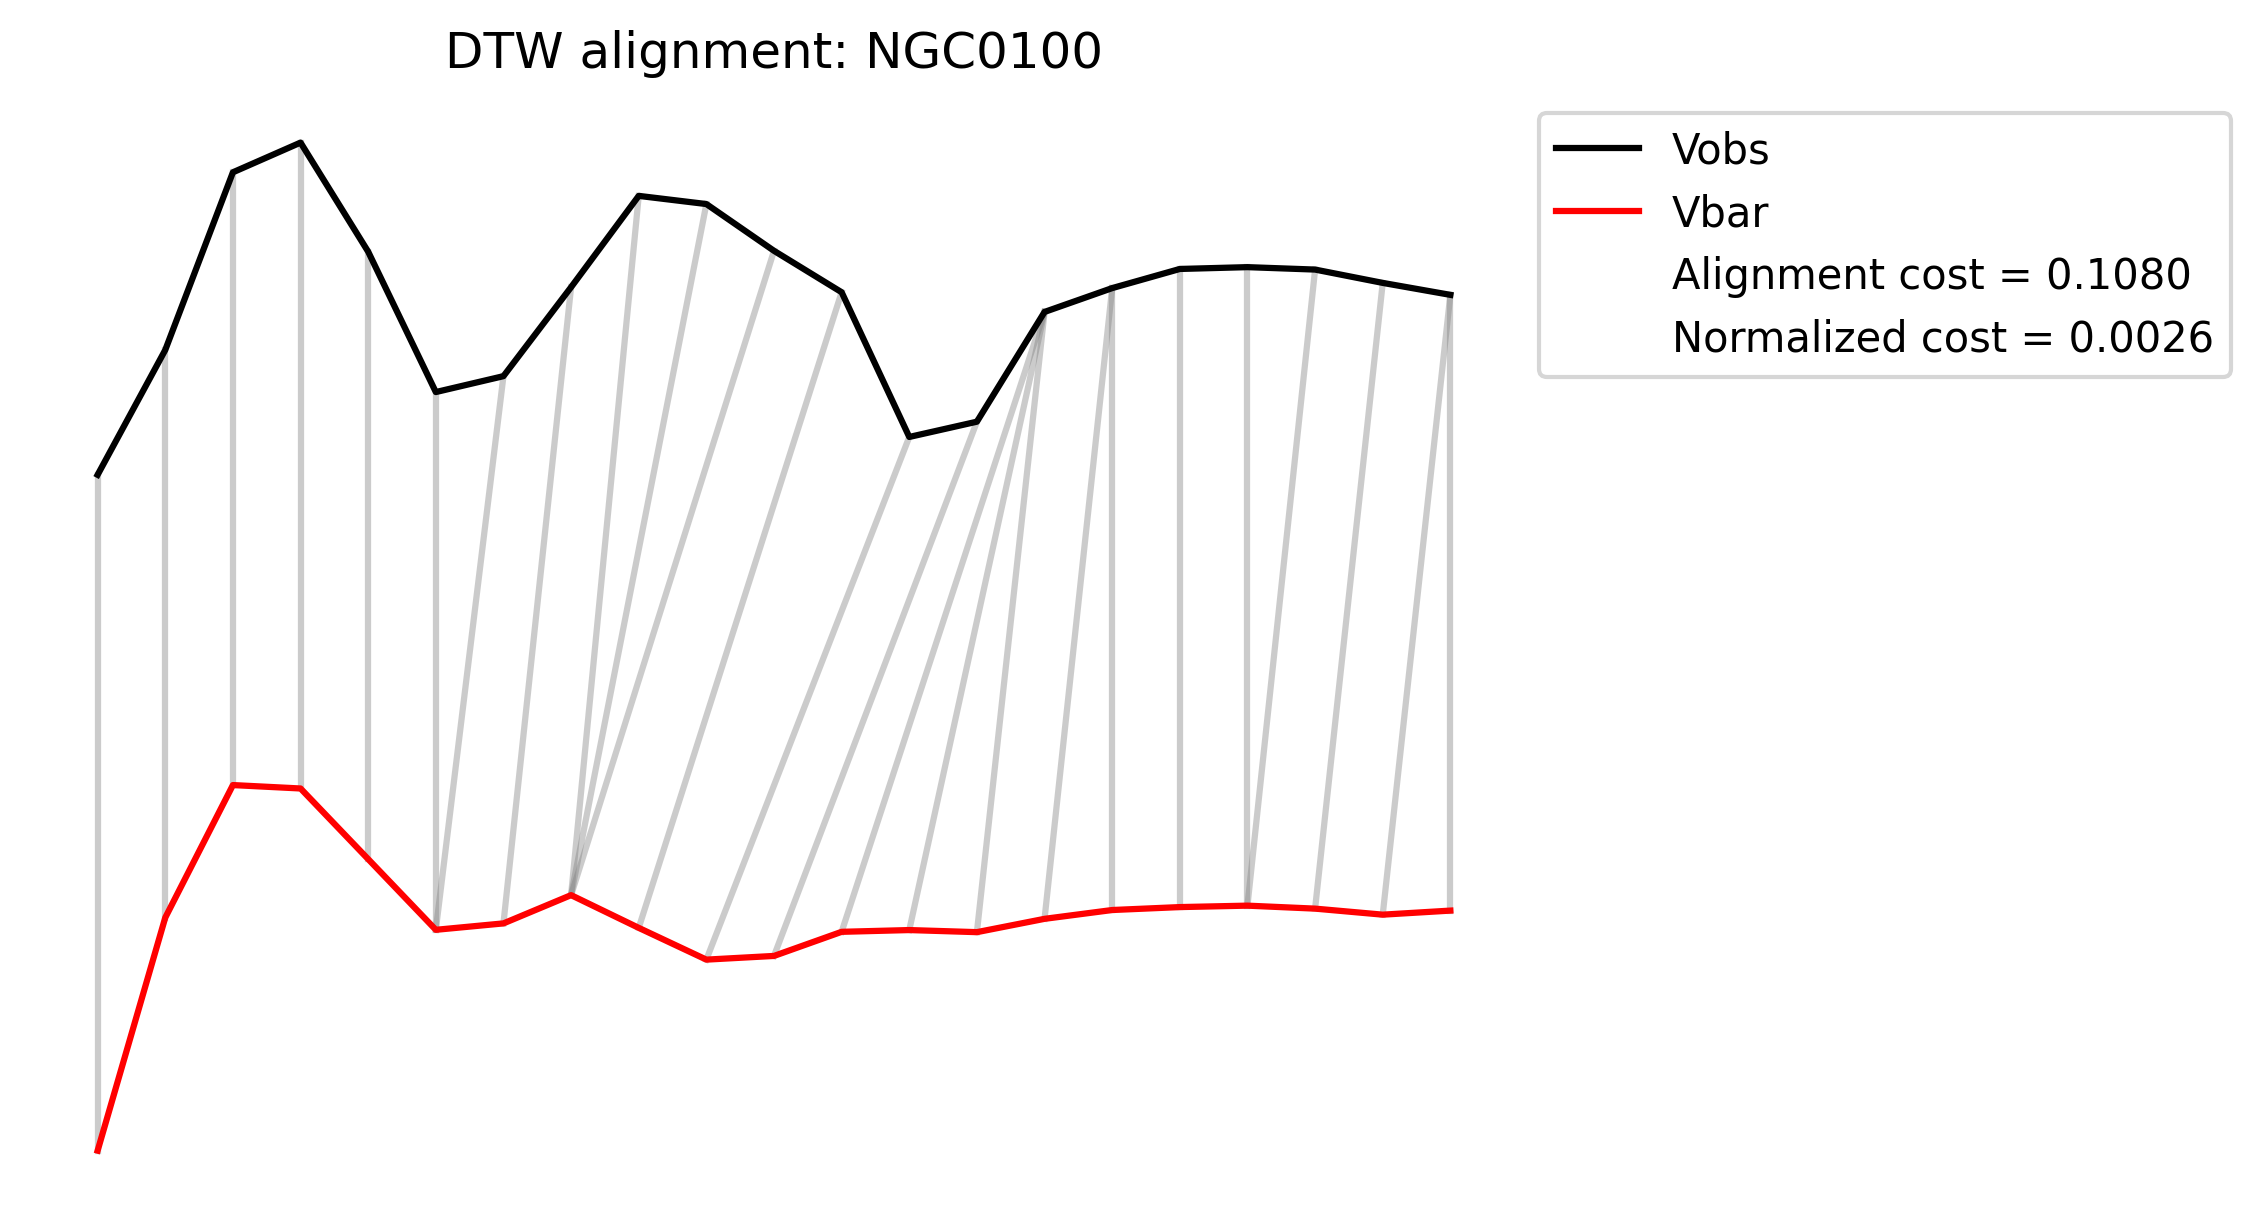 DTW alignment: NGC0100
Vobs
Vbar
Alignment cost = 0.1080
Normalized cost = 0.0026